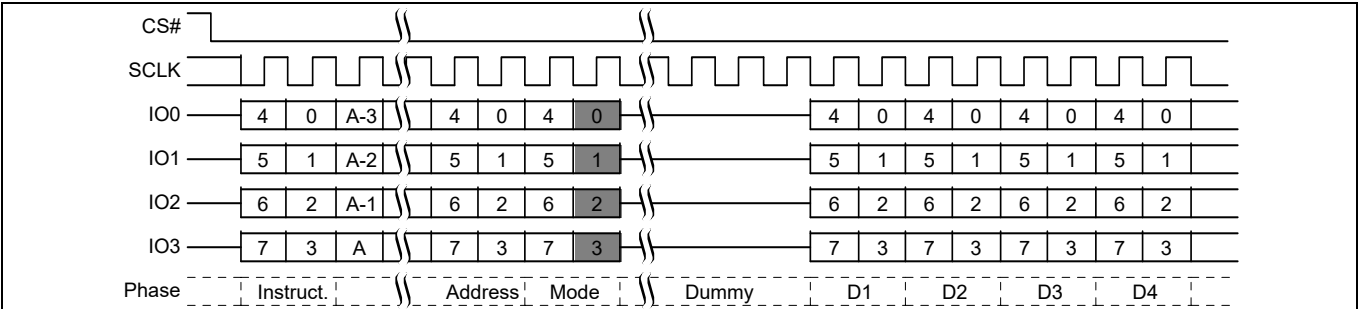 CS#
SCLK
IO0 4 0 A-3 4 0 4 0 4 0 4 0 4 0 4 0
IO1 5 1 A-2 5 1 5 1 5 1 5 1 5 1 5 1
IO2 6 2 A-1 6 2 6 2 6 2 6 2 6 2 6 2
IO3 7 3 A 7 3 7 3 7 3 7 3 7 3 7 3
Phase Instruct. Address Mode Dummy D1 D2 D3 D4